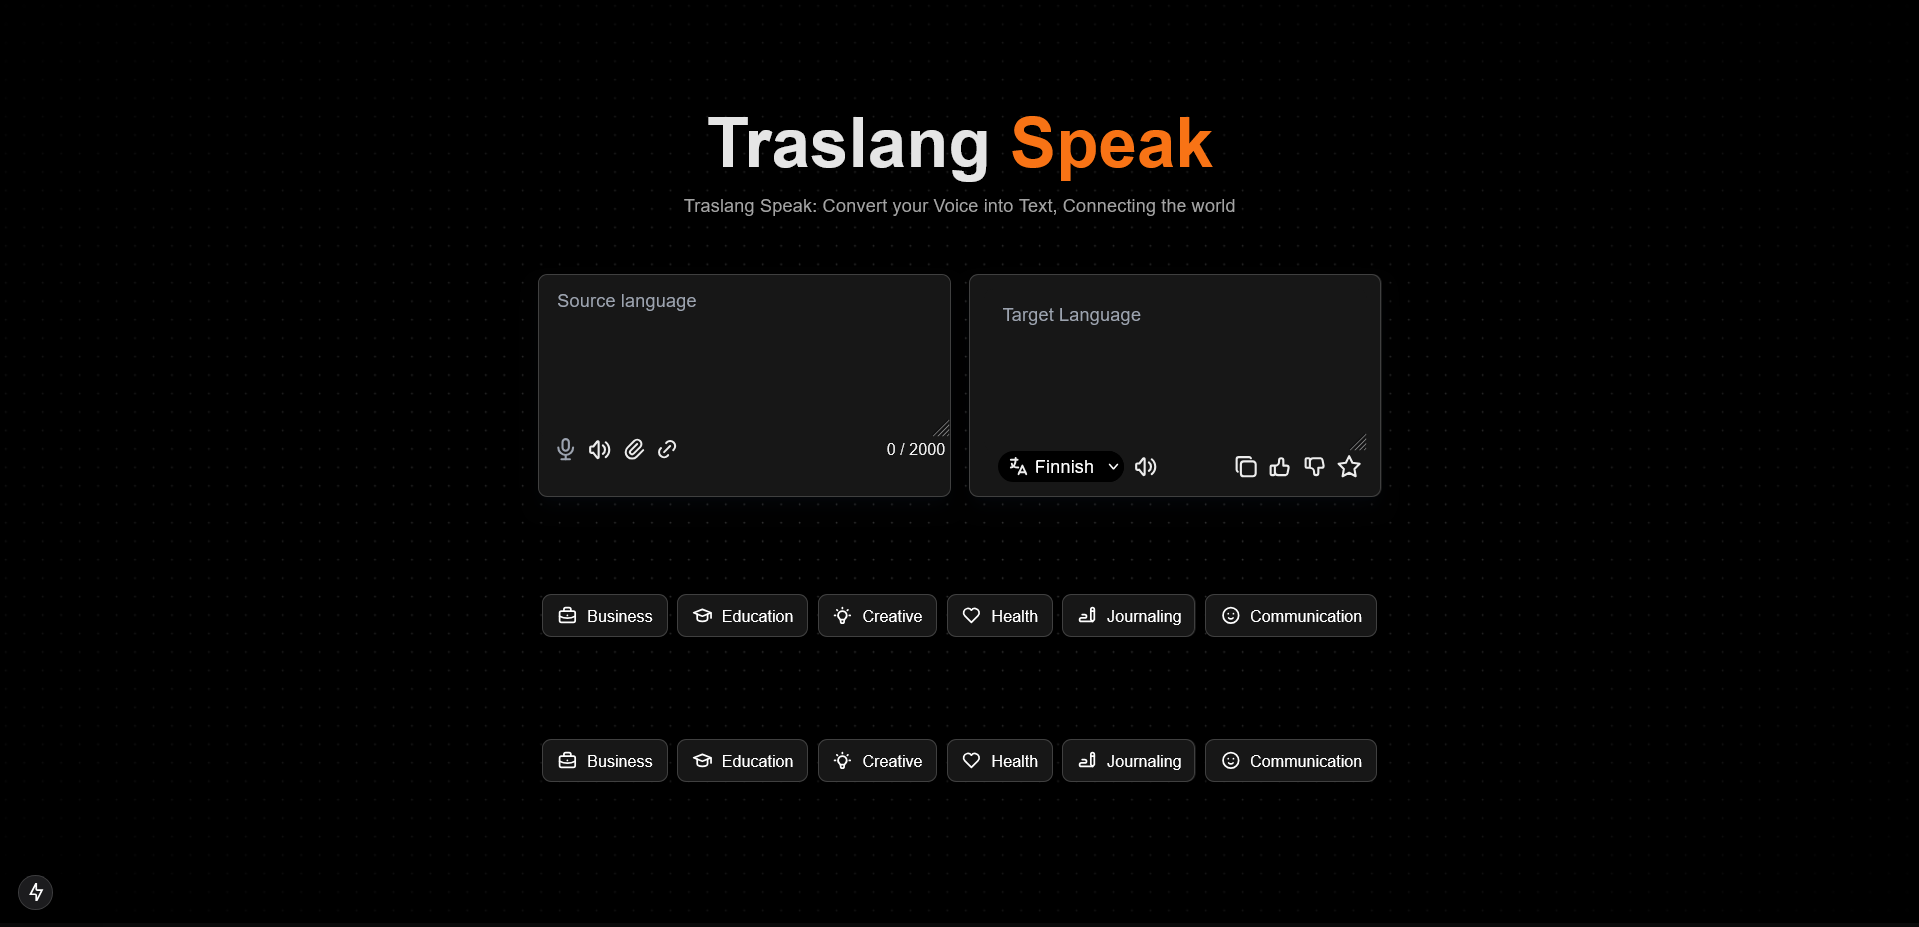 Traslang Speak
Traslang Speak: Convert your Voice into Text, Connecting the world
Source language
0 / 2000
Target Language
Finnish
Business Education Creative Health Journaling Communication
Business Education Creative Health Journaling Communication